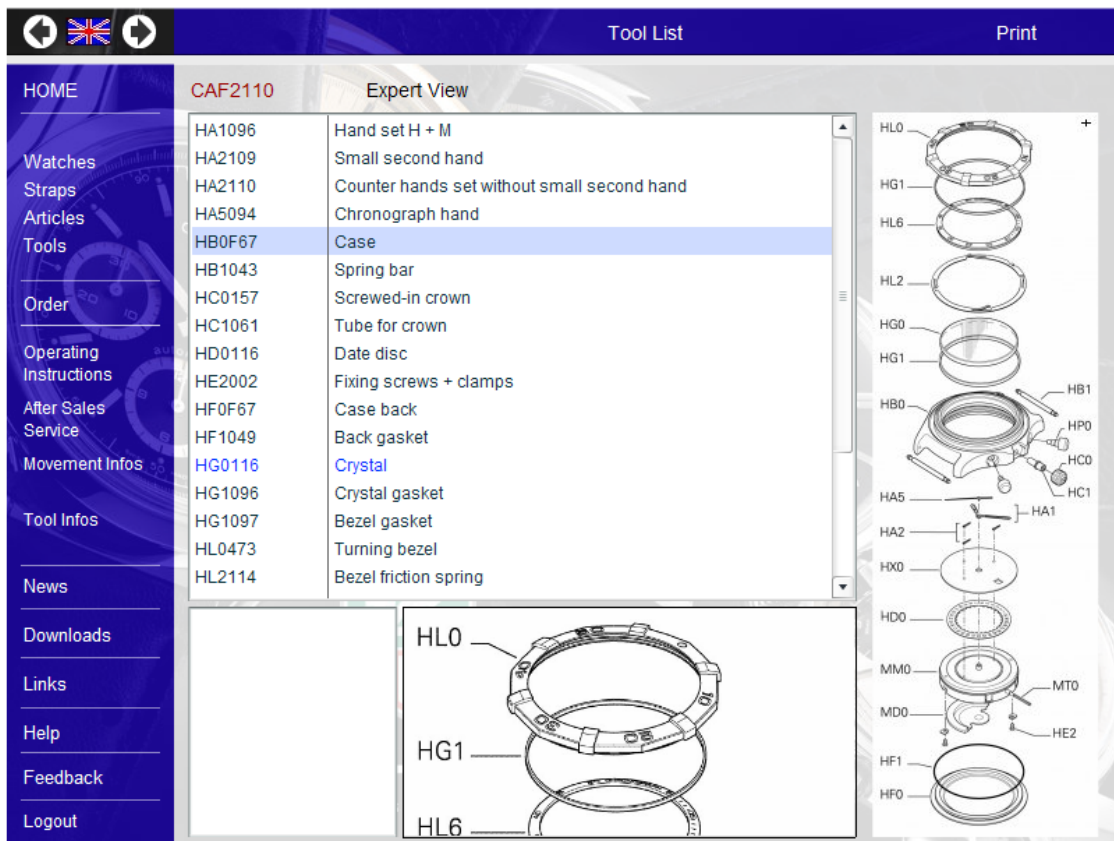 Tool List
Print
HOME
Watches
Straps
Articles
Tools
Order
Operating
Instructions
After Sales
Service
Movement Infos
Tool Infos
News
Downloads
Links
Help
Feedback
Logout
CAF2110 Expert View
HA1096 Hand set H + M
HA2109 Small second hand
HA2110 Counter hands set without small second hand
HA5094 Chronograph hand
HB0F67 Case
HB1043 Spring bar
HC0157 Screwed-in crown
HC1061 Tube for crown
HD0116 Date disc
HE2002 Fixing screws + clamps
HF0F67 Case back
HF1049 Back gasket
HG0116 Crystal
HG1096 Crystal gasket
HG1097 Bezel gasket
HL0473 Turning bezel
HL2114 Bezel friction spring
HL0
HG1
HL6
+
HL0
HG1
HL6
HL2
HG0
HG1
HB1
HB0
HP0
HC0
HC1
HA5
HA1
HA2
HX0
HD0
MM0
MT0
MD0
HE2
HF1
HF0